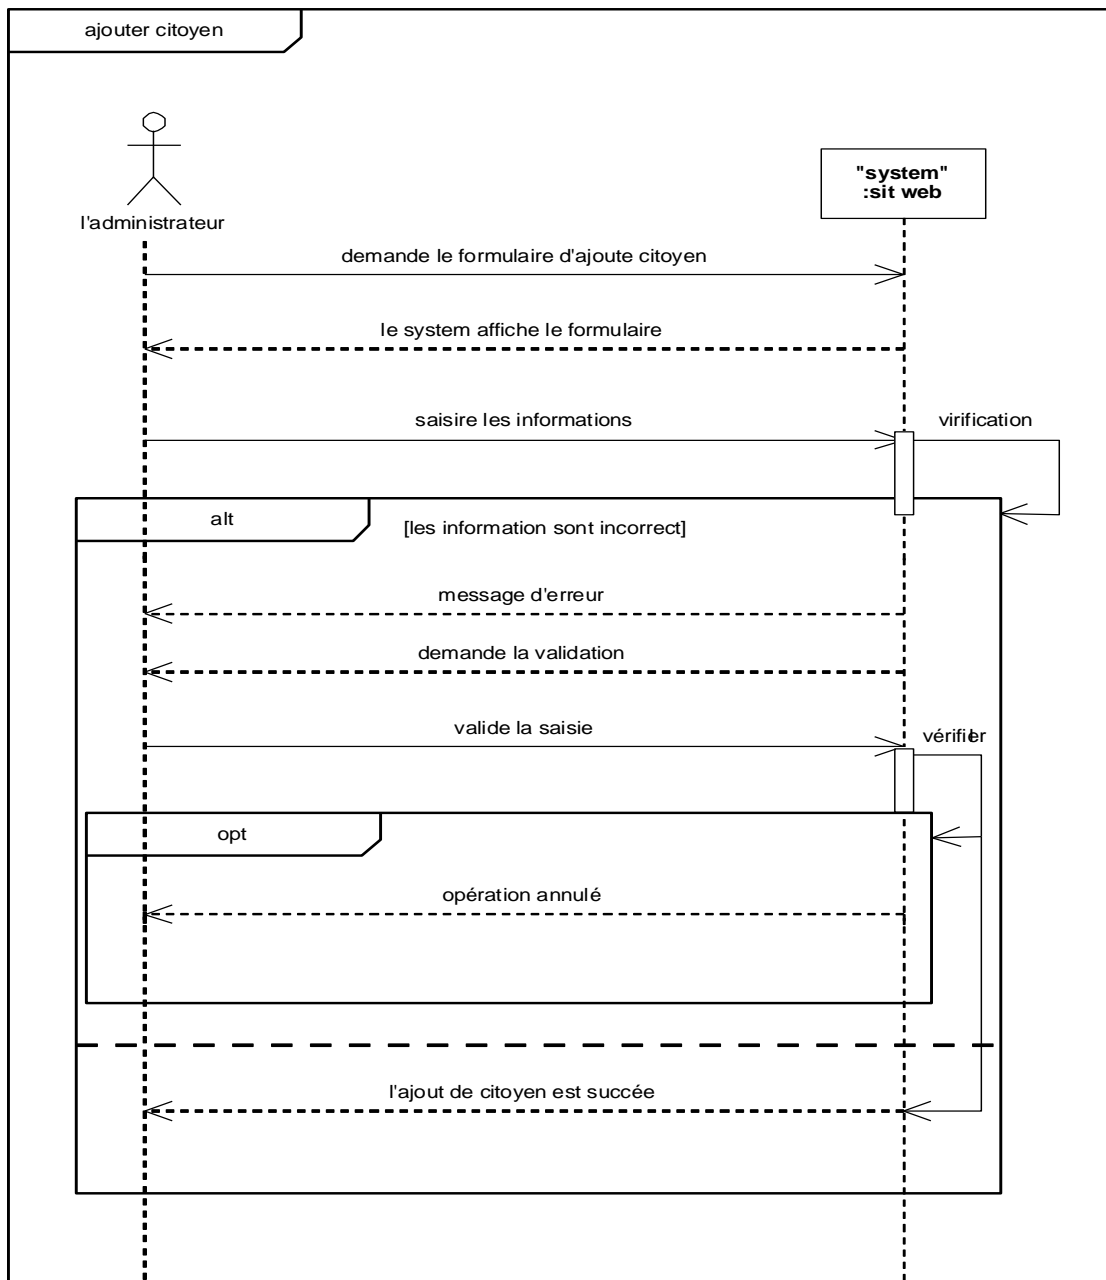 ajouter citoyen
"system"
:sit web
l'administrateur
demande le formulaire d'ajoute citoyen
le system affiche le formulaire
saisire les informations
virification
alt
[les information sont incorrect]
message d'erreur
demande la validation
valide la saisie
vérifier
opt
opération annulé
l'ajout de citoyen est succée